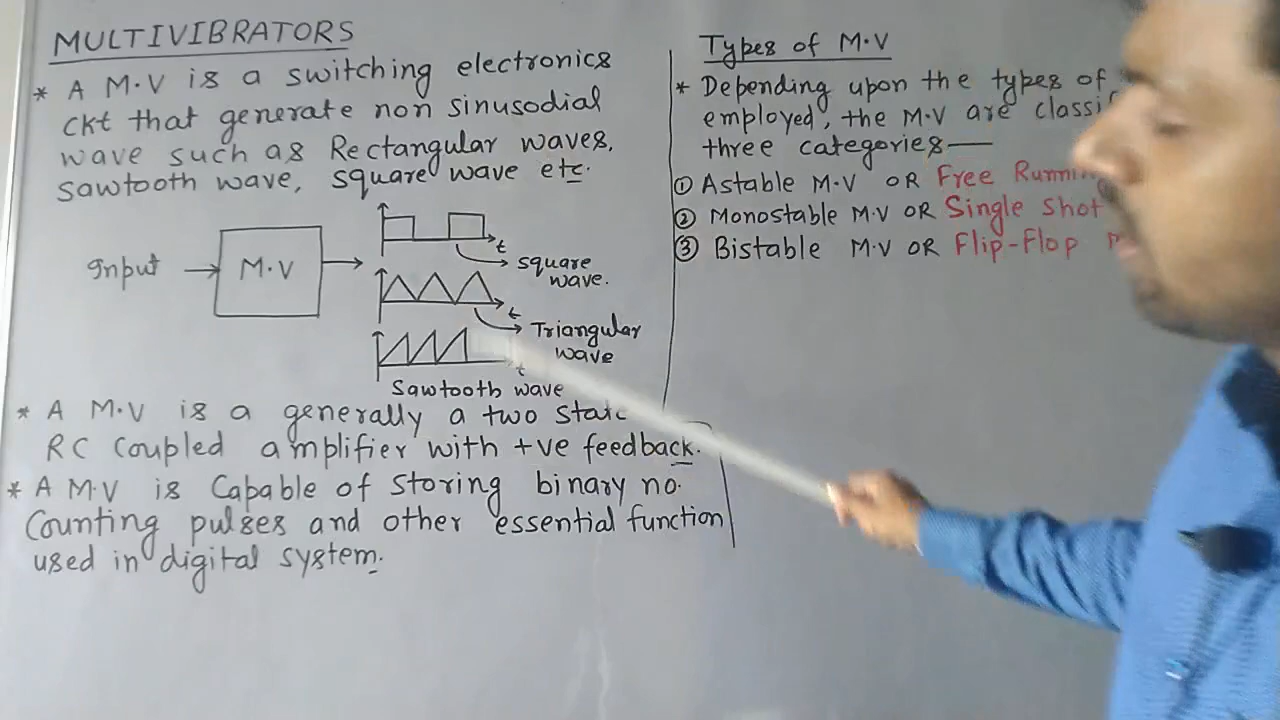 MULTIVIBRATORS
* A M.V is a switching electronics
ckt that generate non sinusodial
wave such as Rectangular waves,
sawtooth wave, square wave etc.
Input
M.V
t
square
wave.
t
Triangular
wave
t
Sawtooth wave
* A M.V is a generally a two state
RC Coupled amplifier with +ve feedback.
* A M.V is Capable of storing binary no.
Counting pulses and other essential function
used in digital system.
Types of M.V
* Depending upon the types of
employed, the M.V are
three categories—
① Astable M.V OR Free
② Monostable M.V OR Single Shot
③ Bistable M.V OR Flip-Flop